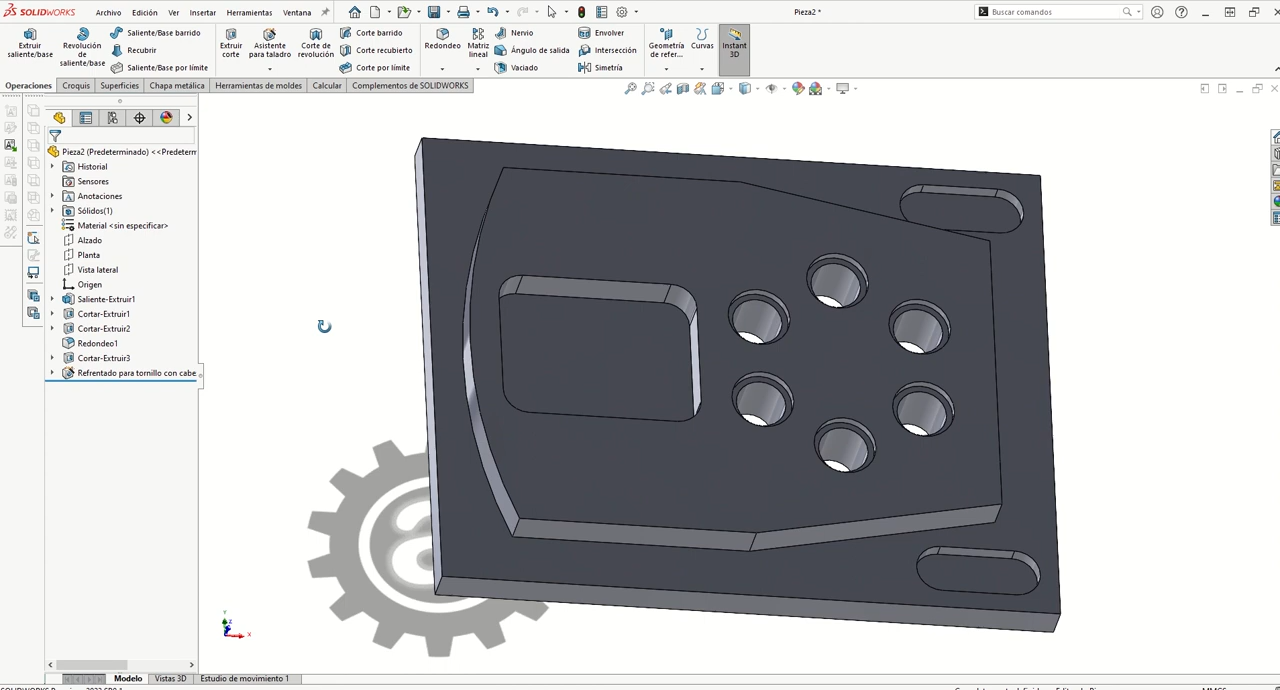 SOLIDWORKS
Archivo Edición Ver Insertar Herramientas Ventana
Pieza2 *
Buscar comandos
Extruir saliente/base
Revolución de saliente/base
Saliente/Base barrido
Recubrir
Saliente/Base por límite
Extruir corte
Asistente para taladro
Corte de revolución
Corte barrido
Corte recubierto
Corte por límite
Redondeo
Matriz lineal
Nervio
Ángulo de salida
Vaciado
Envolver
Intersección
Simetría
Geometría de refer...
Curvas
Instant 3D
Operaciones Croquis Superficies Chapa metálica Herramientas de moldes Calcular Complementos de SOLIDWORKS
Pieza2 (Predeterminado) <<Predeterm
Historial
Sensores
Anotaciones
Sólidos(1)
Material <sin especificar>
Alzado
Planta
Vista lateral
Origen
Saliente-Extruir1
Cortar-Extruir1
Cortar-Extruir2
Redondeo1
Cortar-Extruir3
Refrentado para tornillo con cabe
Y
Z
X
Modelo Vistas 3D Estudio de movimiento 1